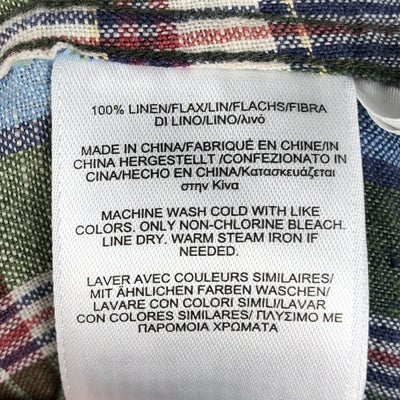 100% LINEN/FLAX/LIN/FLACHS/FIBRA
DI LINO/LINO/λινό
MADE IN CHINA/FABRIQUÉ EN CHINE/IN
CHINA HERGESTELLT /CONFEZIONATO IN
CINA/HECHO EN CHINA/Κατασκευάζεται
στην Κίνα
MACHINE WASH COLD WITH LIKE
COLORS. ONLY NON-CHLORINE BLEACH.
LINE DRY. WARM STEAM IRON IF
NEEDED.
LAVER AVEC COULEURS SIMILAIRES/
MIT ÄHNLICHEN FARBEN WASCHEN/
LAVARE CON COLORI SIMILI/LAVAR
CON COLORES SIMILARES/ ΠΛΥΣΙΜΟ ΜΕ
ΠΑΡΟΜΟΙΑ ΧΡΩΜΑΤΑ